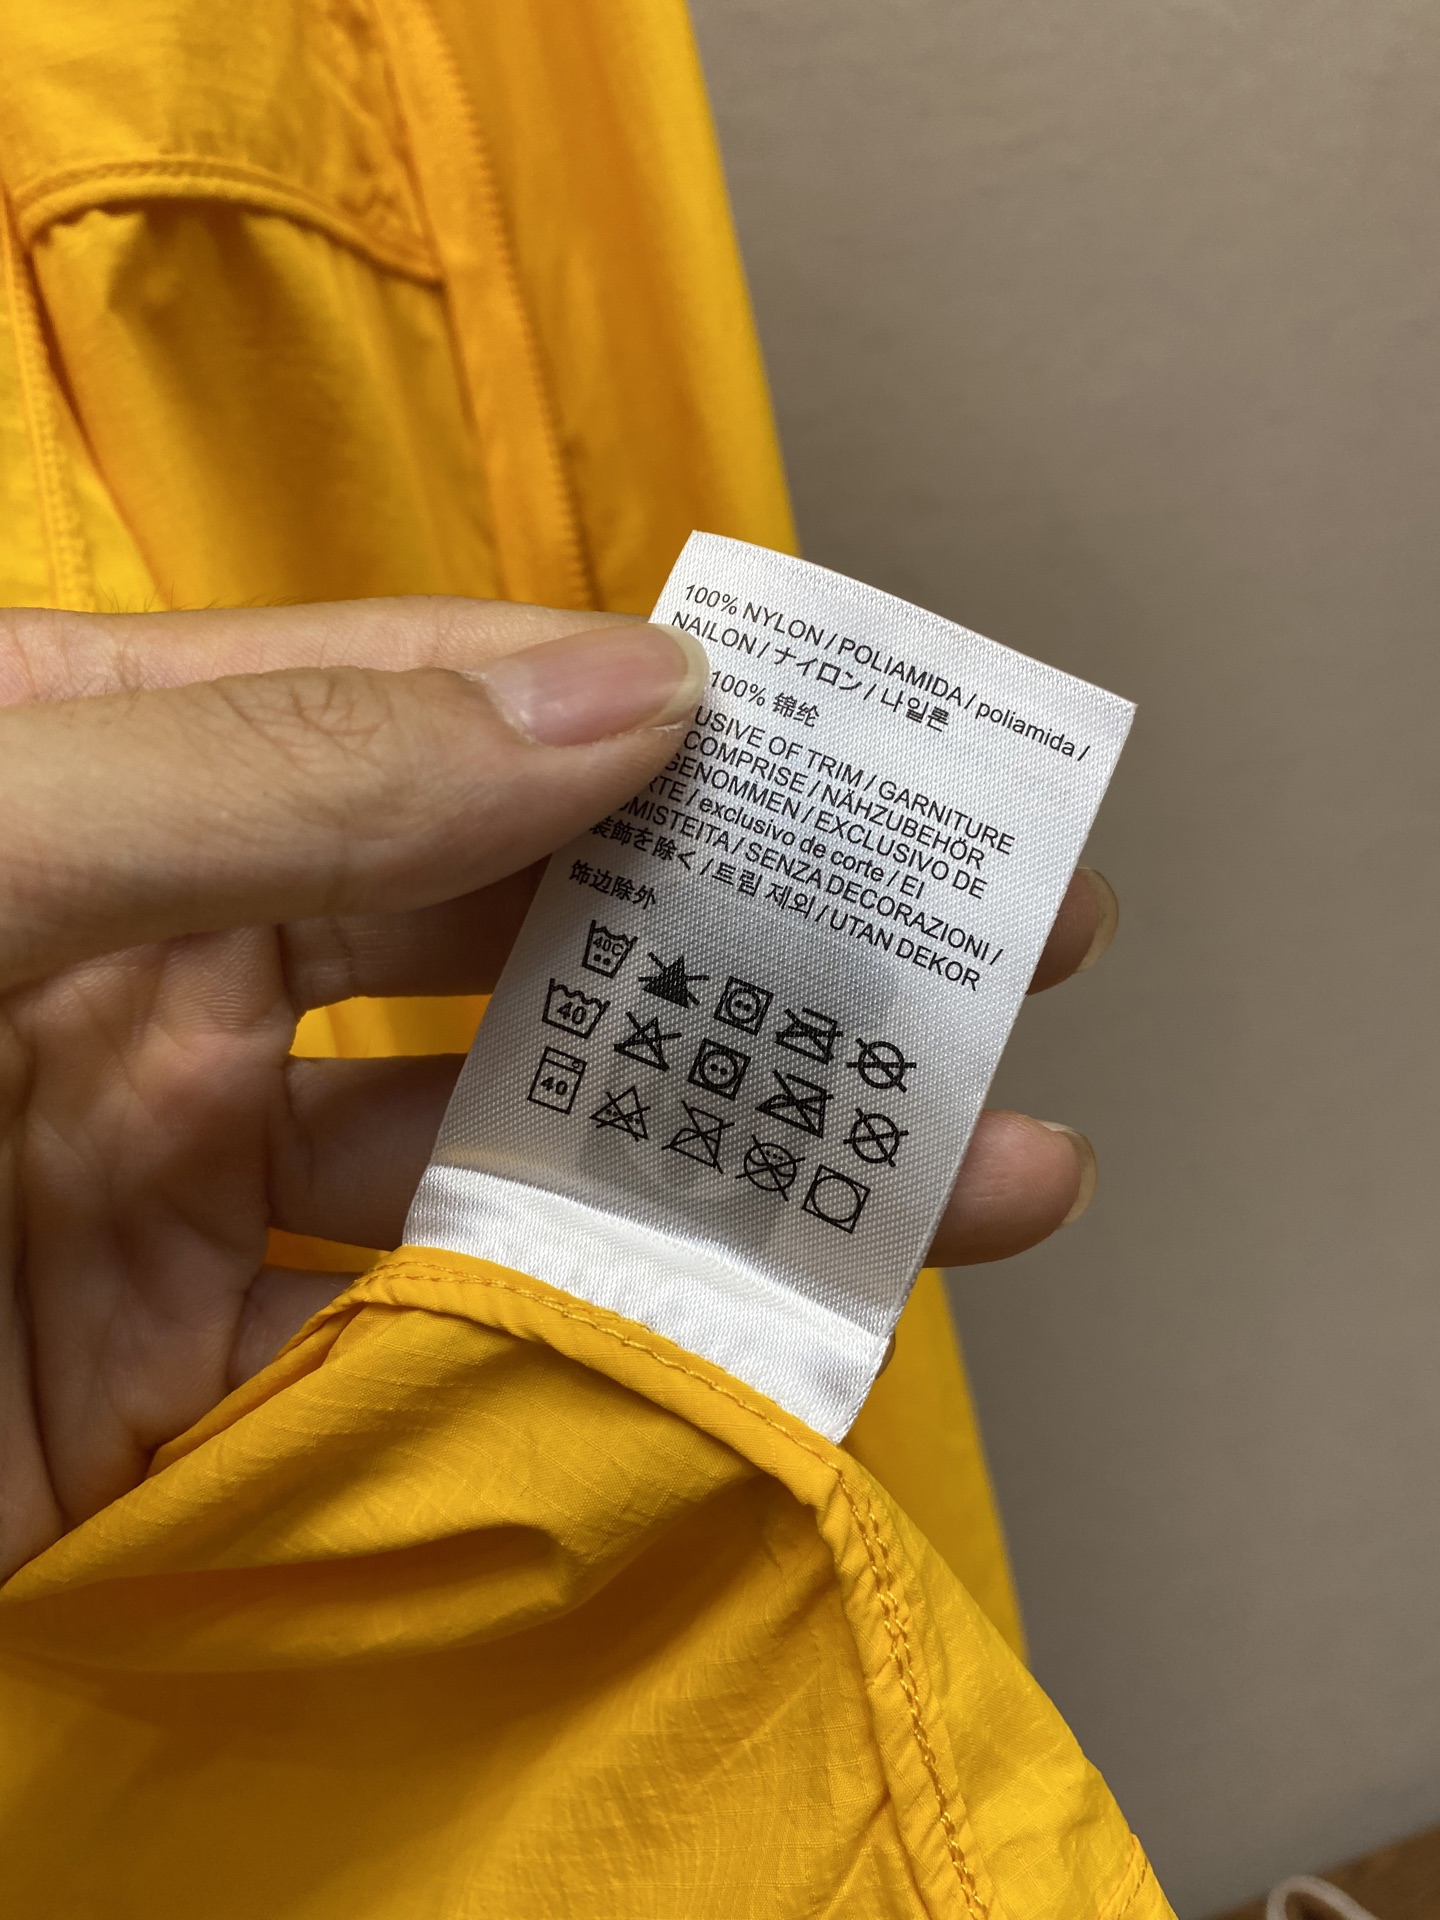 100% NYLON / POLIAMIDA / poliamida /
NAILON / ナイロン / 나일론
100% 锦纶
USIVE OF TRIM / GARNITURE
COMPRISE / NÄHZUBEHÖR
GENOMMEN / EXCLUSIVO DE
RTE / exclusivo de corte / EI
OMISTEITA / SENZA DECORAZIONI /
装飾を除く / 트림 제외 / UTAN DEKOR
饰边除外
40C
40
40